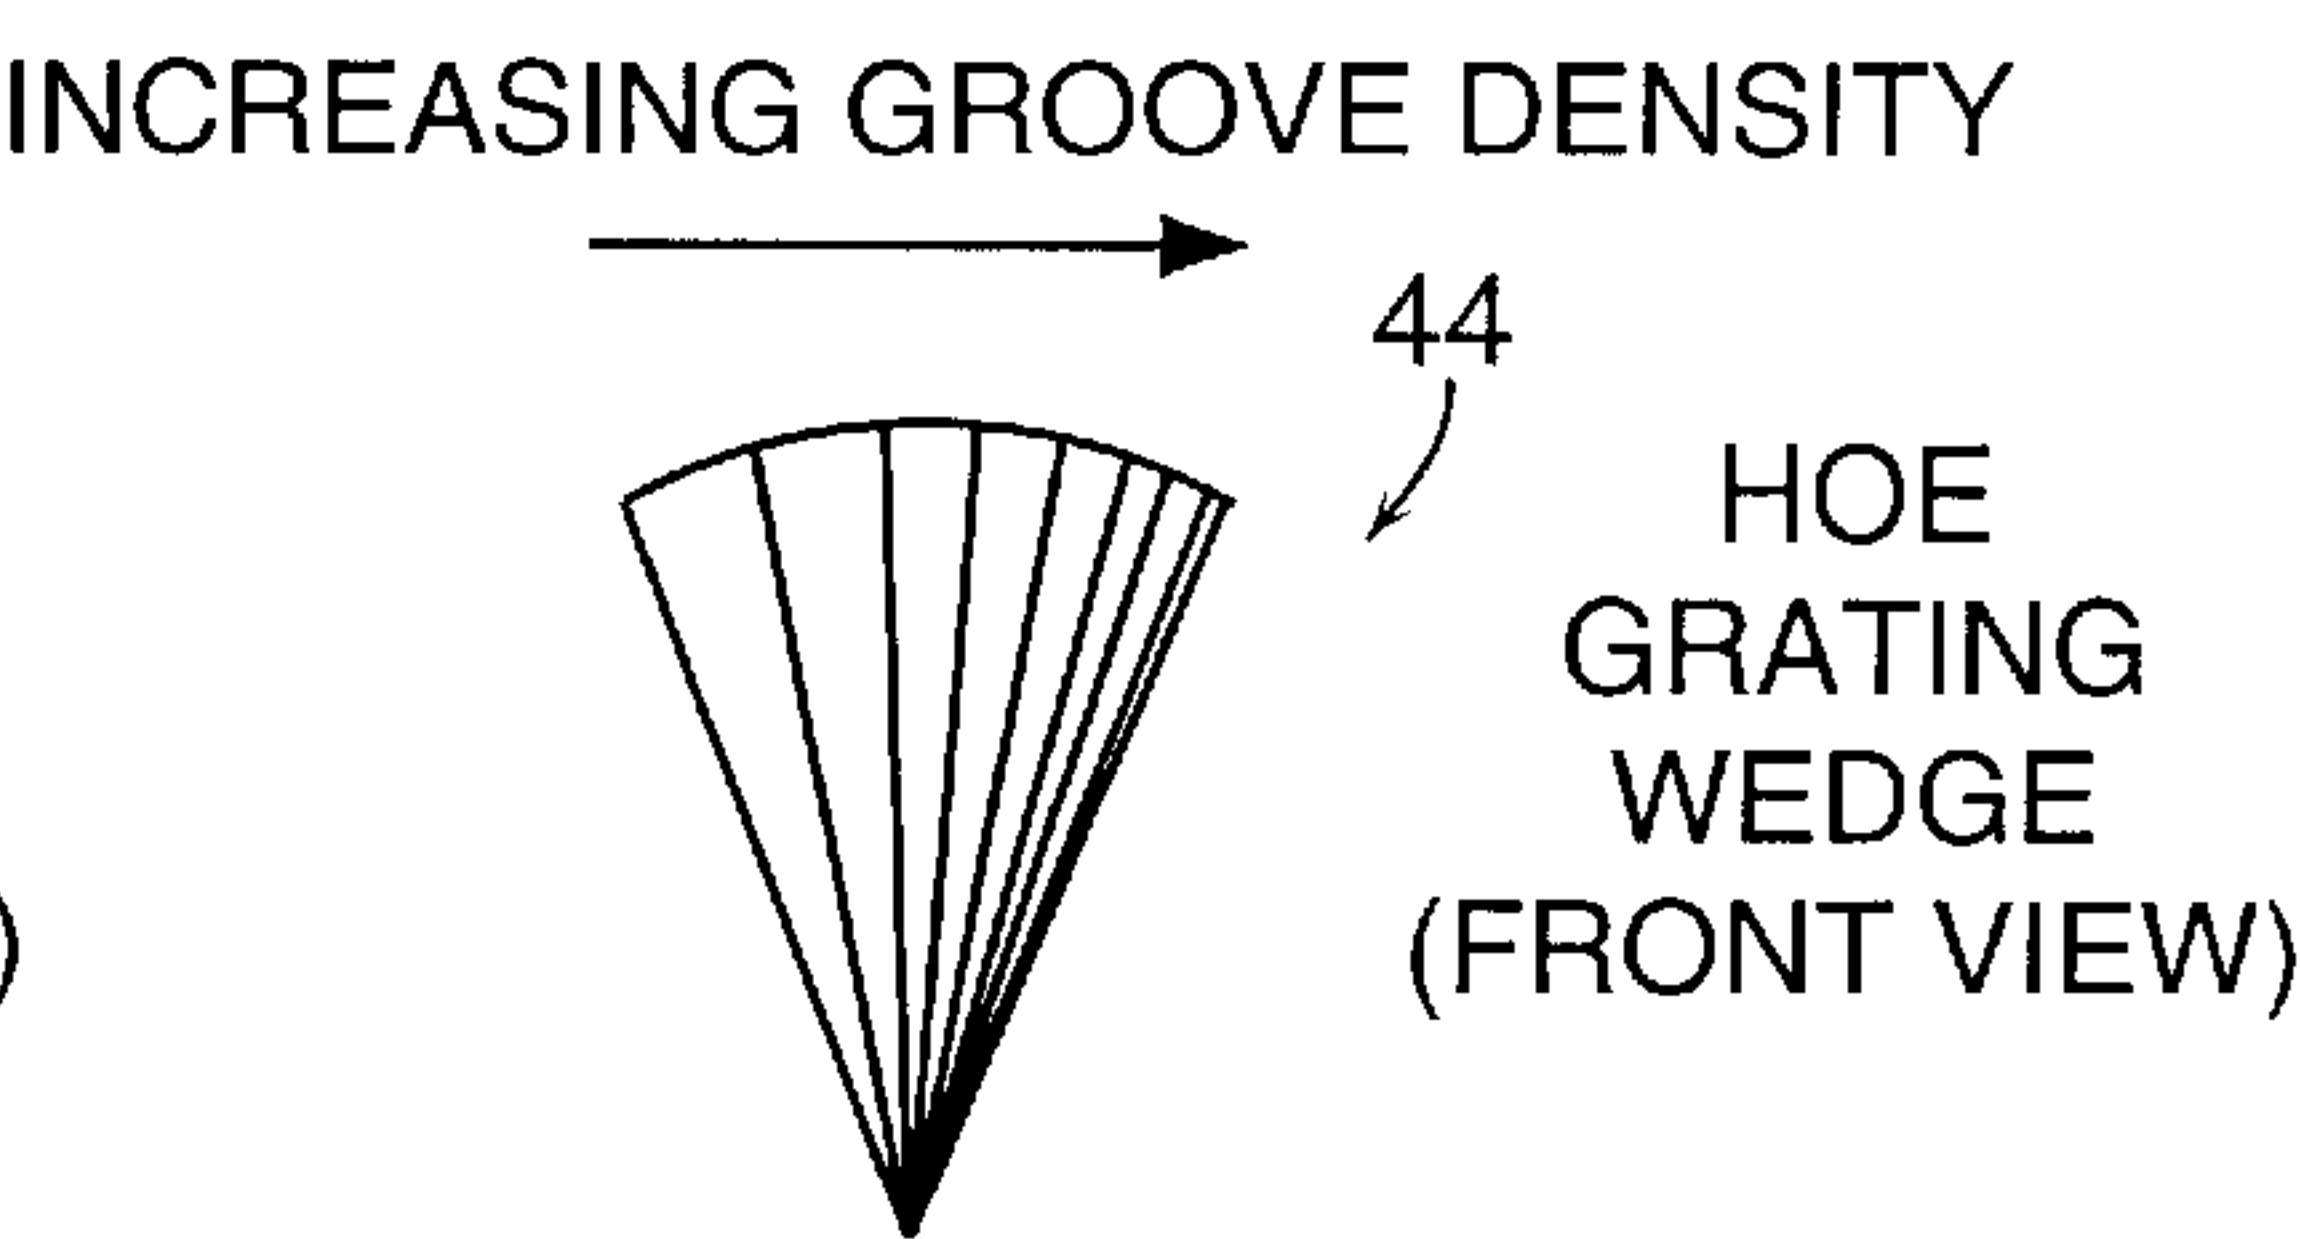 INCREASING GROOVE DENSITY
44
HOE
GRATING
WEDGE
(FRONT VIEW)
)